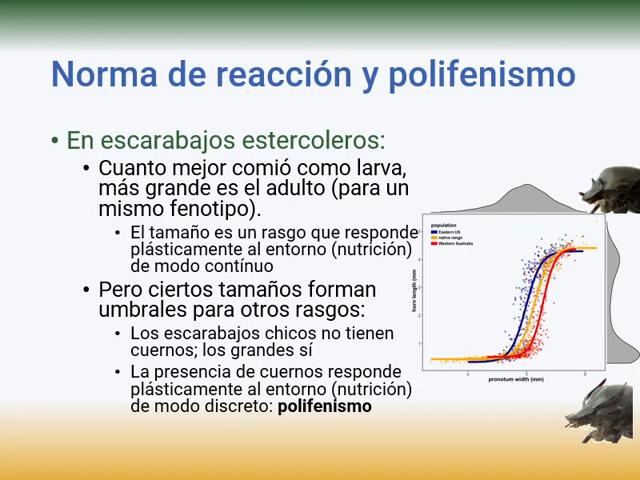 Norma de reacción y polifenismo
• En escarabajos estercoleros:
• Cuanto mejor comió como larva,
más grande es el adulto (para un
mismo fenotipo).
• El tamaño es un rasgo que responde
plásticamente al entorno (nutrición)
de modo contínuo
• Pero ciertos tamaños forman
umbrales para otros rasgos:
• Los escarabajos chicos no tienen
cuernos; los grandes sí
• La presencia de cuernos responde
plásticamente al entorno (nutrición)
de modo discreto: polifenismo
population
Eastern US
native range
Western Australia
horn length (mm
pronotum width (mm)